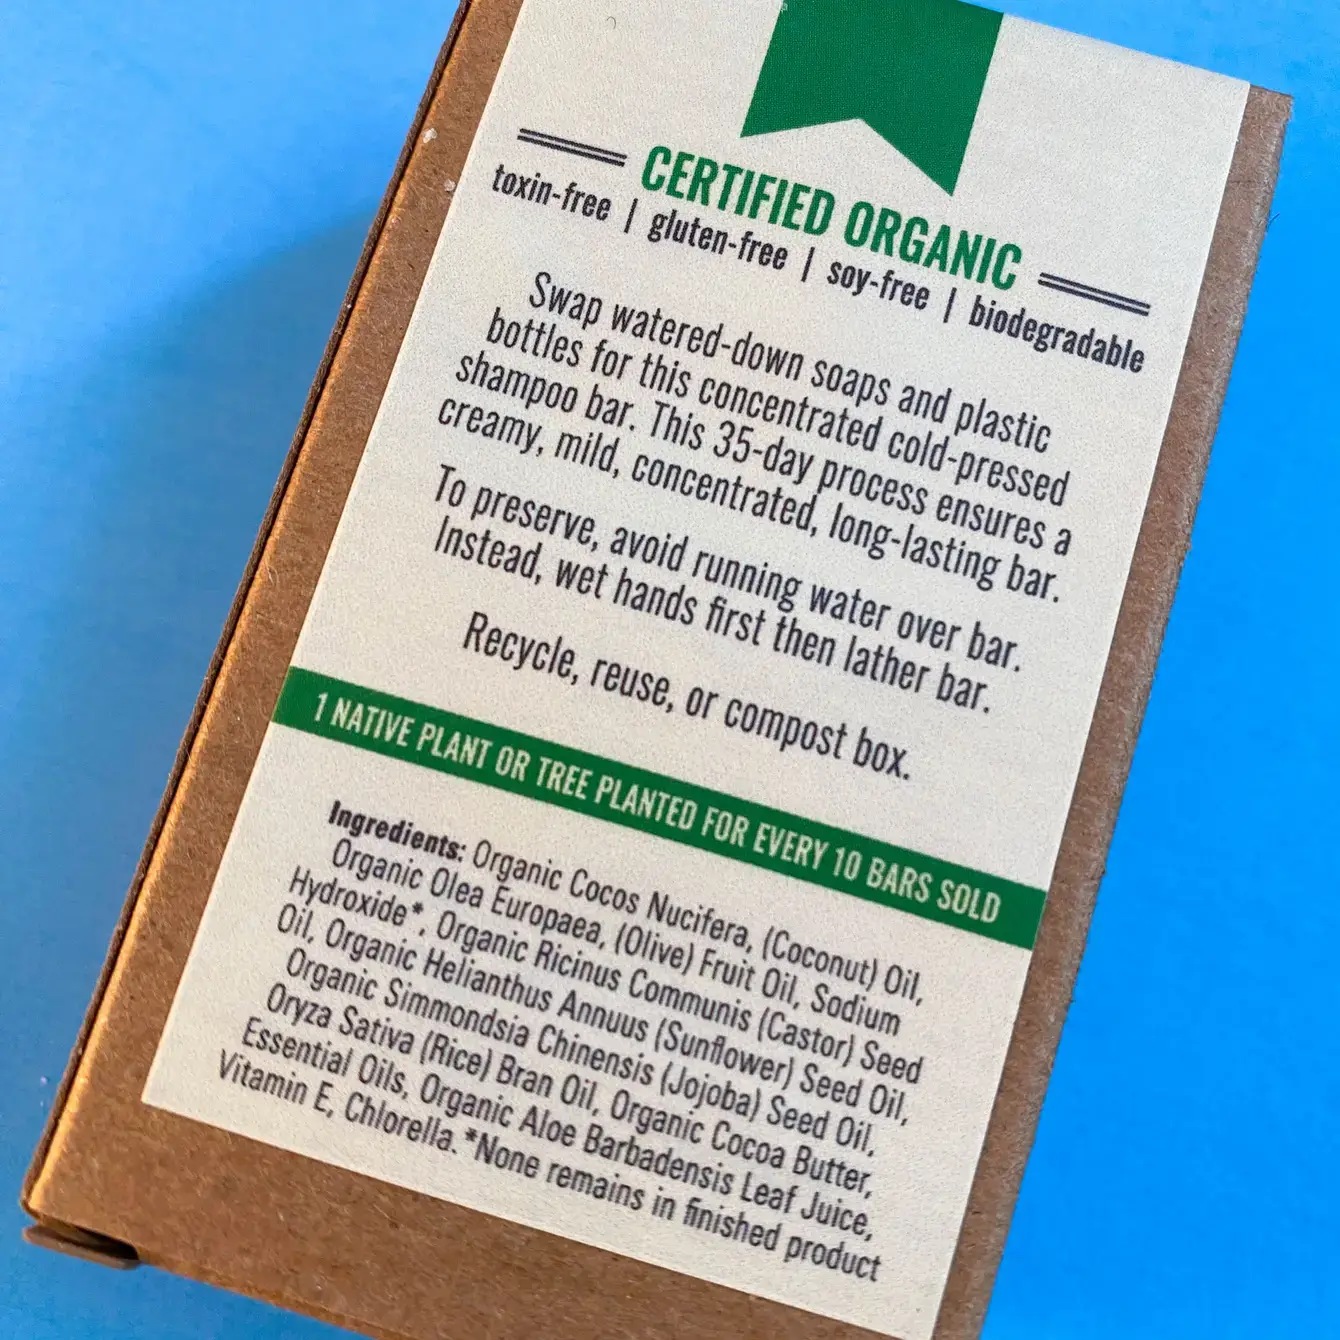 CERTIFIED ORGANIC
toxin-free | gluten-free | soy-free | biodegradable
Swap watered-down soaps and plastic
bottles for this concentrated cold-pressed
shampoo bar. This 35-day process ensures a
creamy, mild, concentrated, long-lasting bar.
To preserve, avoid running water over bar.
Instead, wet hands first then lather bar.
Recycle, reuse, or compost box.
1 NATIVE PLANT OR TREE PLANTED FOR EVERY 10 BARS SOLD
Ingredients: Organic Cocos Nucifera, (Coconut) Oil,
Organic Olea Europaea, (Olive) Fruit Oil, Sodium
Hydroxide*, Organic Ricinus Communis (Castor) Seed
Oil, Organic Helianthus Annuus (Sunflower) Seed Oil,
Organic Simmondsia Chinensis (Jojoba) Seed Oil,
Oryza Sativa (Rice) Bran Oil, Organic Cocoa Butter,
Essential Oils, Organic Aloe Barbadensis Leaf Juice,
Vitamin E, Chlorella. *None remains in finished product